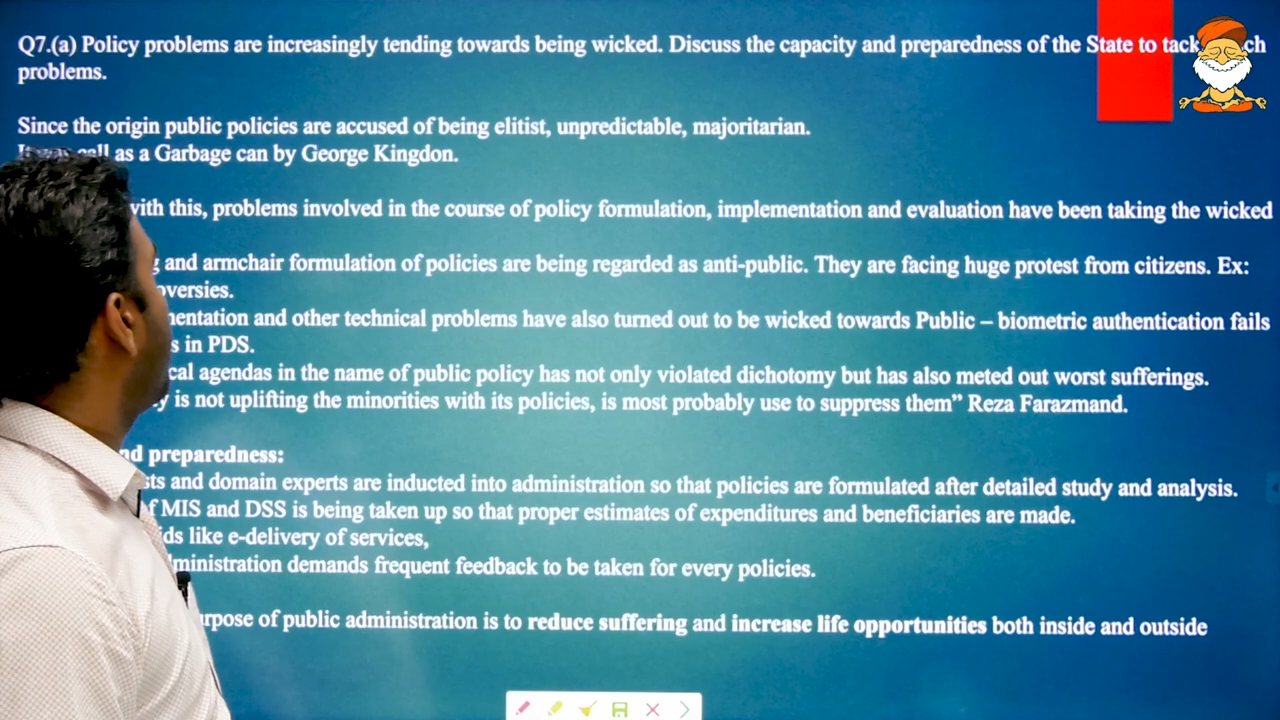 Q7.(a) Policy problems are increasingly tending towards being wicked. Discuss the capacity and preparedness of the State to
problems.
Since the origin public policies are accused of being elitist, unpredictable, majoritarian.
call as a Garbage can by George Kingdon.
with this, problems involved in the course of policy formulation, implementation and evaluation have been taking the wicked
and armchair formulation of policies are being regarded as anti-public. They are facing huge protest from citizens. Ex:
and other technical problems have also turned out to be wicked towards Public – biometric authentication fails
in PDS.
agendas in the name of public policy has not only violated dichotomy but has also meted out worst sufferings.
is not uplifting the minorities with its policies, is most probably use to suppress them” Reza Farazmand.
preparedness:
and domain experts are inducted into administration so that policies are formulated after detailed study and analysis.
MIS and DSS is being taken up so that proper estimates of expenditures and beneficiaries are made.
like e-delivery of services,
demands frequent feedback to be taken for every policies.
of public administration is to reduce suffering and increase life opportunities both inside and outside